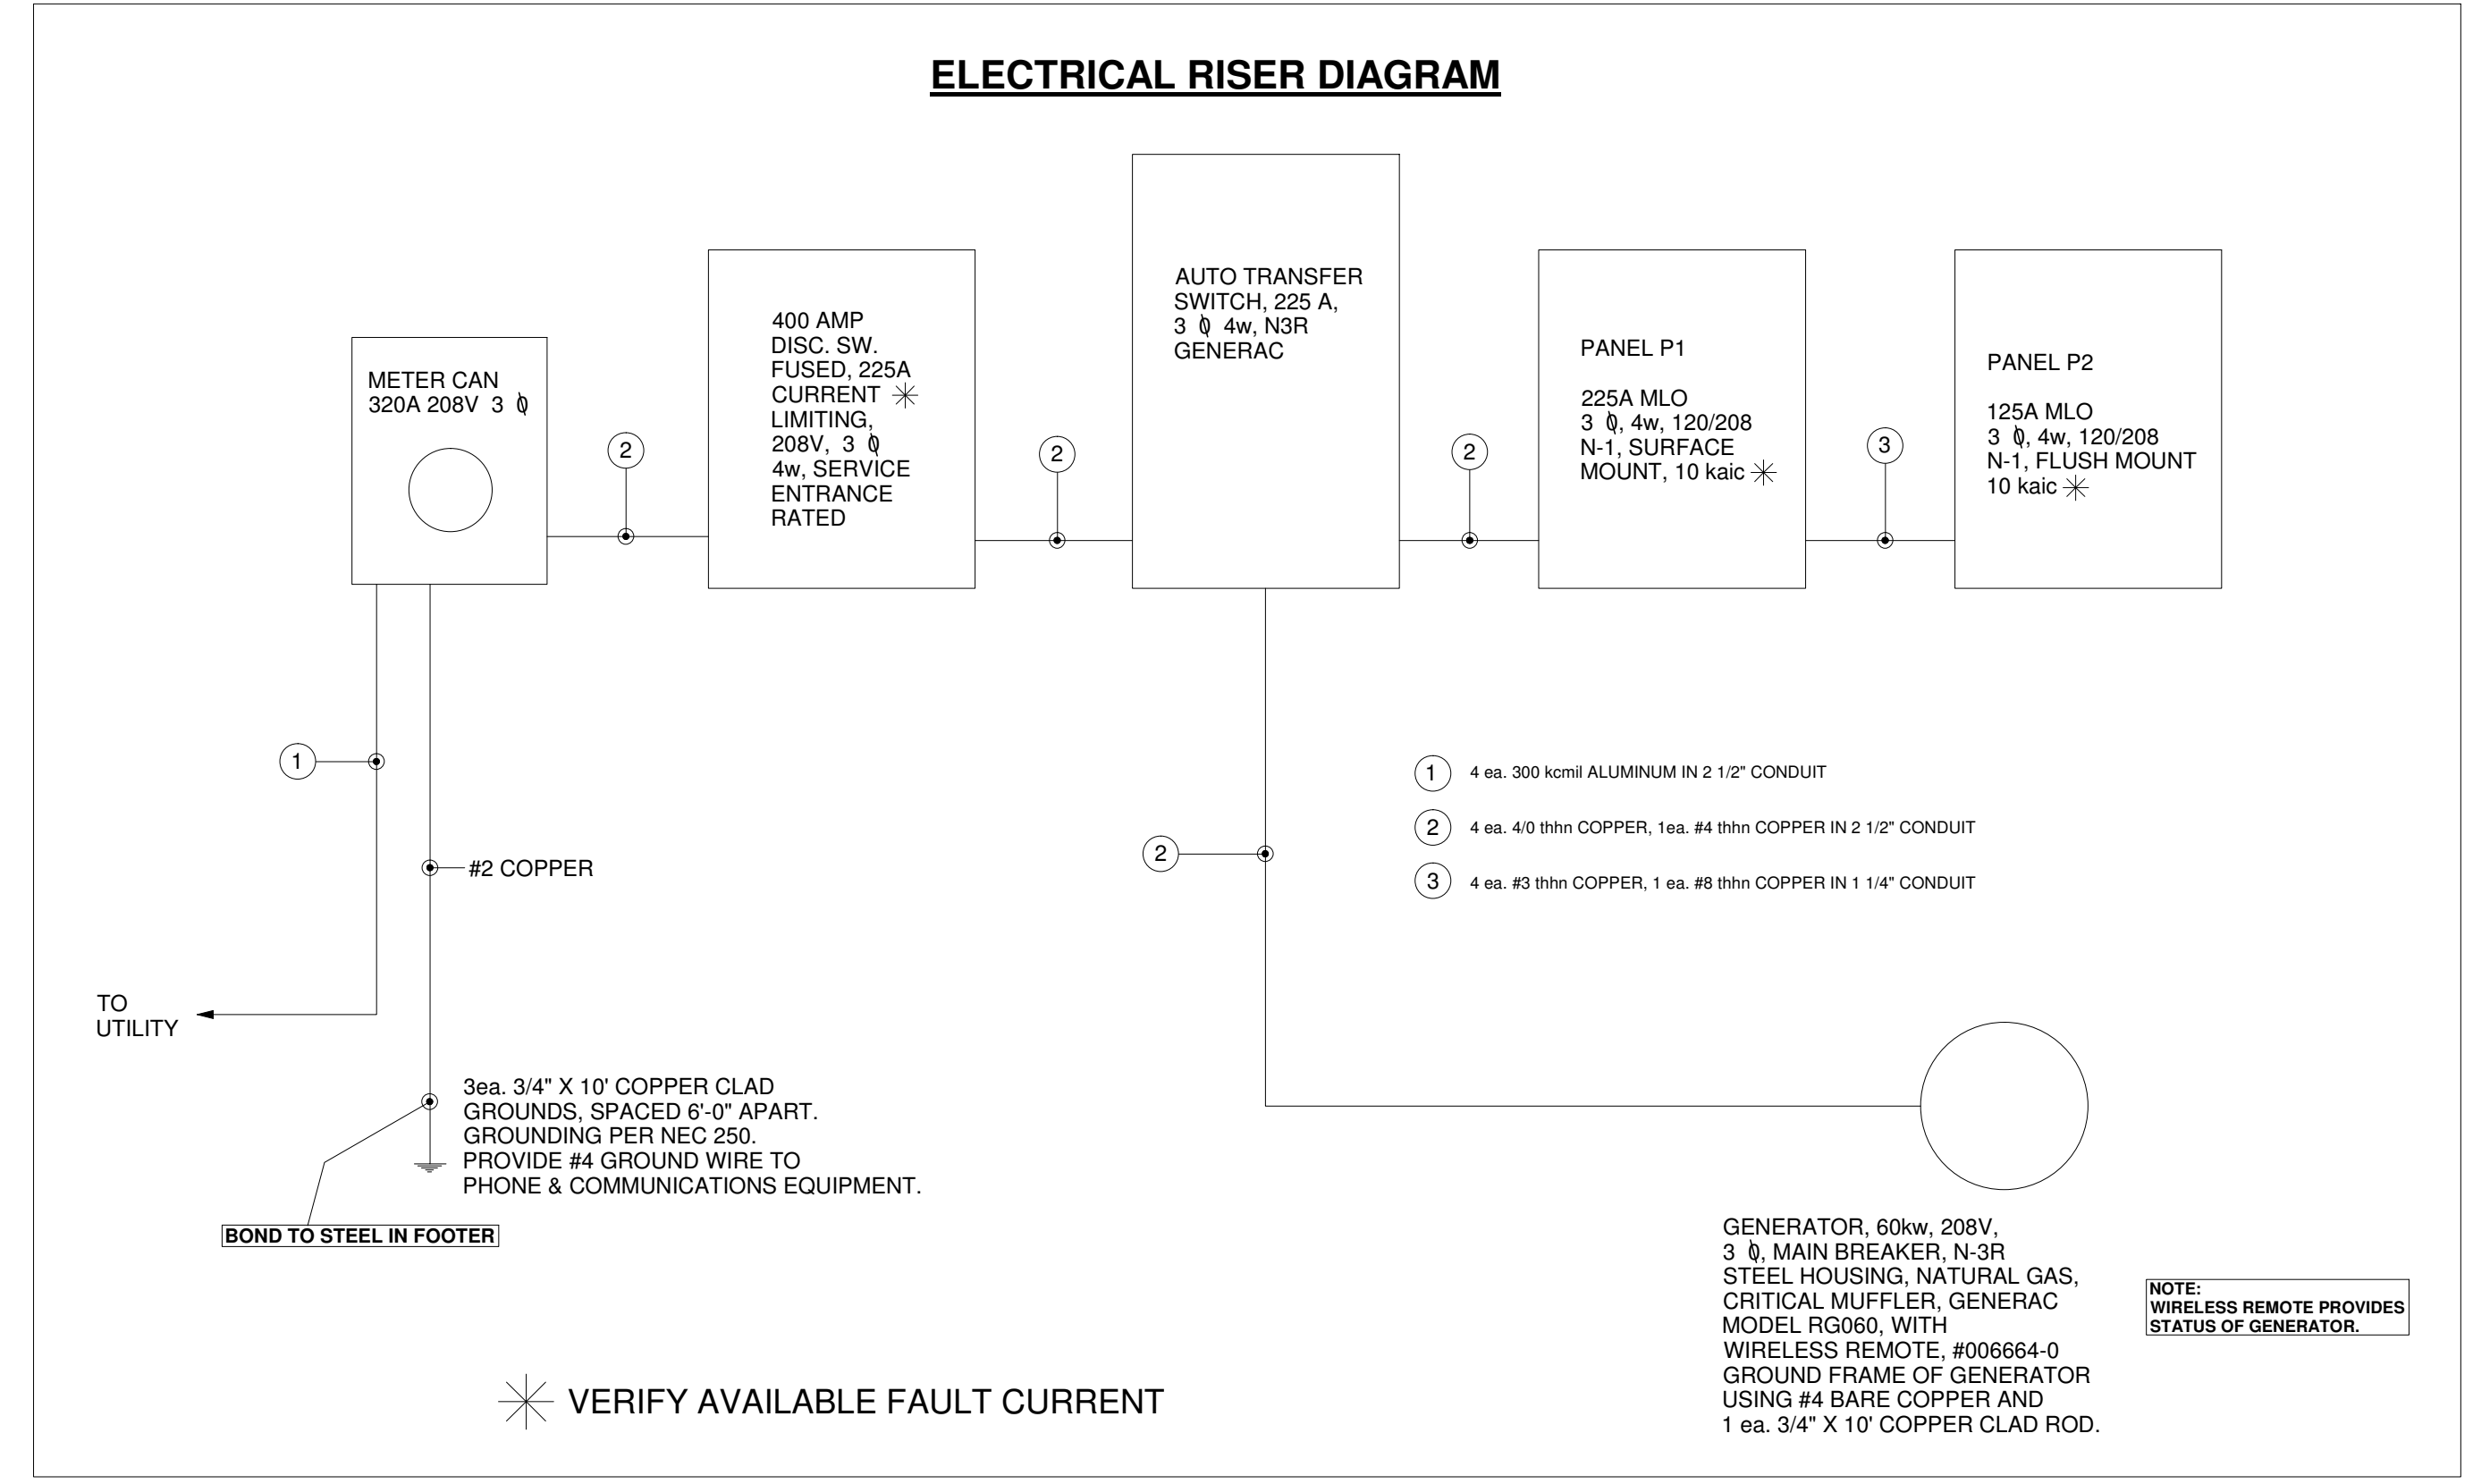 ELECTRICAL RISER DIAGRAM
METER CAN
320A 208V 3 ϕ
2
400 AMP
DISC. SW.
FUSED, 225A
CURRENT ✳
LIMITING,
208V, 3 ϕ
4w, SERVICE
ENTRANCE
RATED
2
AUTO TRANSFER
SWITCH, 225 A,
3 ϕ 4w, N3R
GENERAC
2
PANEL P1
225A MLO
3 ϕ, 4w, 120/208
N-1, SURFACE
MOUNT, 10 kaic ✳
3
PANEL P2
125A MLO
3 ϕ, 4w, 120/208
N-1, FLUSH MOUNT
10 kaic ✳
1
#2 COPPER
TO
UTILITY
3ea. 3/4" X 10' COPPER CLAD
GROUNDS, SPACED 6'-0" APART.
GROUNDING PER NEC 250.
PROVIDE #4 GROUND WIRE TO
PHONE & COMMUNICATIONS EQUIPMENT.
BOND TO STEEL IN FOOTER
2
1 4 ea. 300 kcmil ALUMINUM IN 2 1/2" CONDUIT
2 4 ea. 4/0 thhn COPPER, 1ea. #4 thhn COPPER IN 2 1/2" CONDUIT
3 4 ea. #3 thhn COPPER, 1 ea. #8 thhn COPPER IN 1 1/4" CONDUIT
GENERATOR, 60kw, 208V,
3 ϕ, MAIN BREAKER, N-3R
STEEL HOUSING, NATURAL GAS,
CRITICAL MUFFLER, GENERAC
MODEL RG060, WITH
WIRELESS REMOTE, #006664-0
GROUND FRAME OF GENERATOR
USING #4 BARE COPPER AND
1 ea. 3/4" X 10' COPPER CLAD ROD.
NOTE:
WIRELESS REMOTE PROVIDES
STATUS OF GENERATOR.
✳ VERIFY AVAILABLE FAULT CURRENT